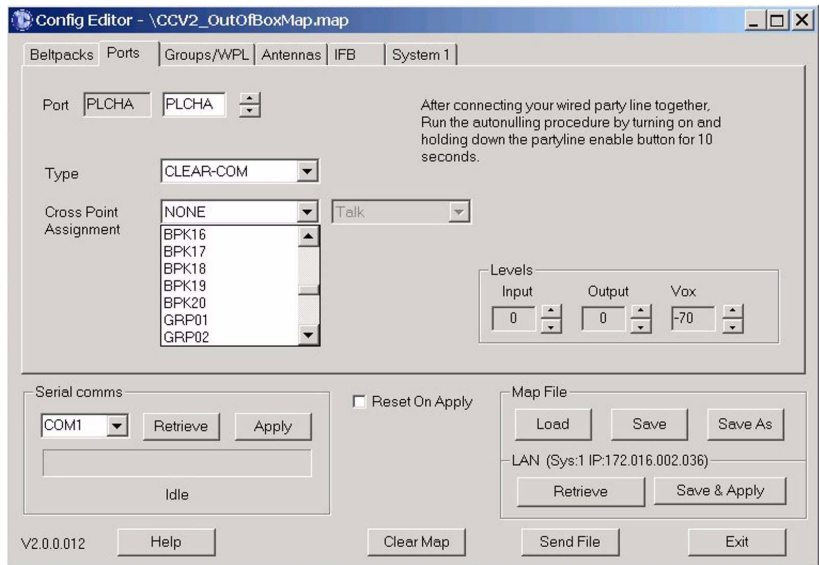 Config Editor - \CCV2_OutOfBoxMap.map
Beltpacks Ports Groups/WPL Antennas IFB System 1
Port PLCHA PLCHA
After connecting your wired party line together,
Run the autonulling procedure by turning on and
holding down the partyline enable button for 10
seconds.
Type CLEAR-COM
Cross Point
Assignment
NONE Talk
BPK16
BPK17
BPK18
BPK19
BPK20
GRP01
GRP02
Levels
Input Output Vox
0 0 -70
Serial comms
COM1 Retrieve Apply
Idle
Reset On Apply
Map File
Load Save Save As
LAN (Sys:1 IP:172.016.002.036)
Retrieve Save & Apply
V2.0.0.012 Help Clear Map Send File Exit